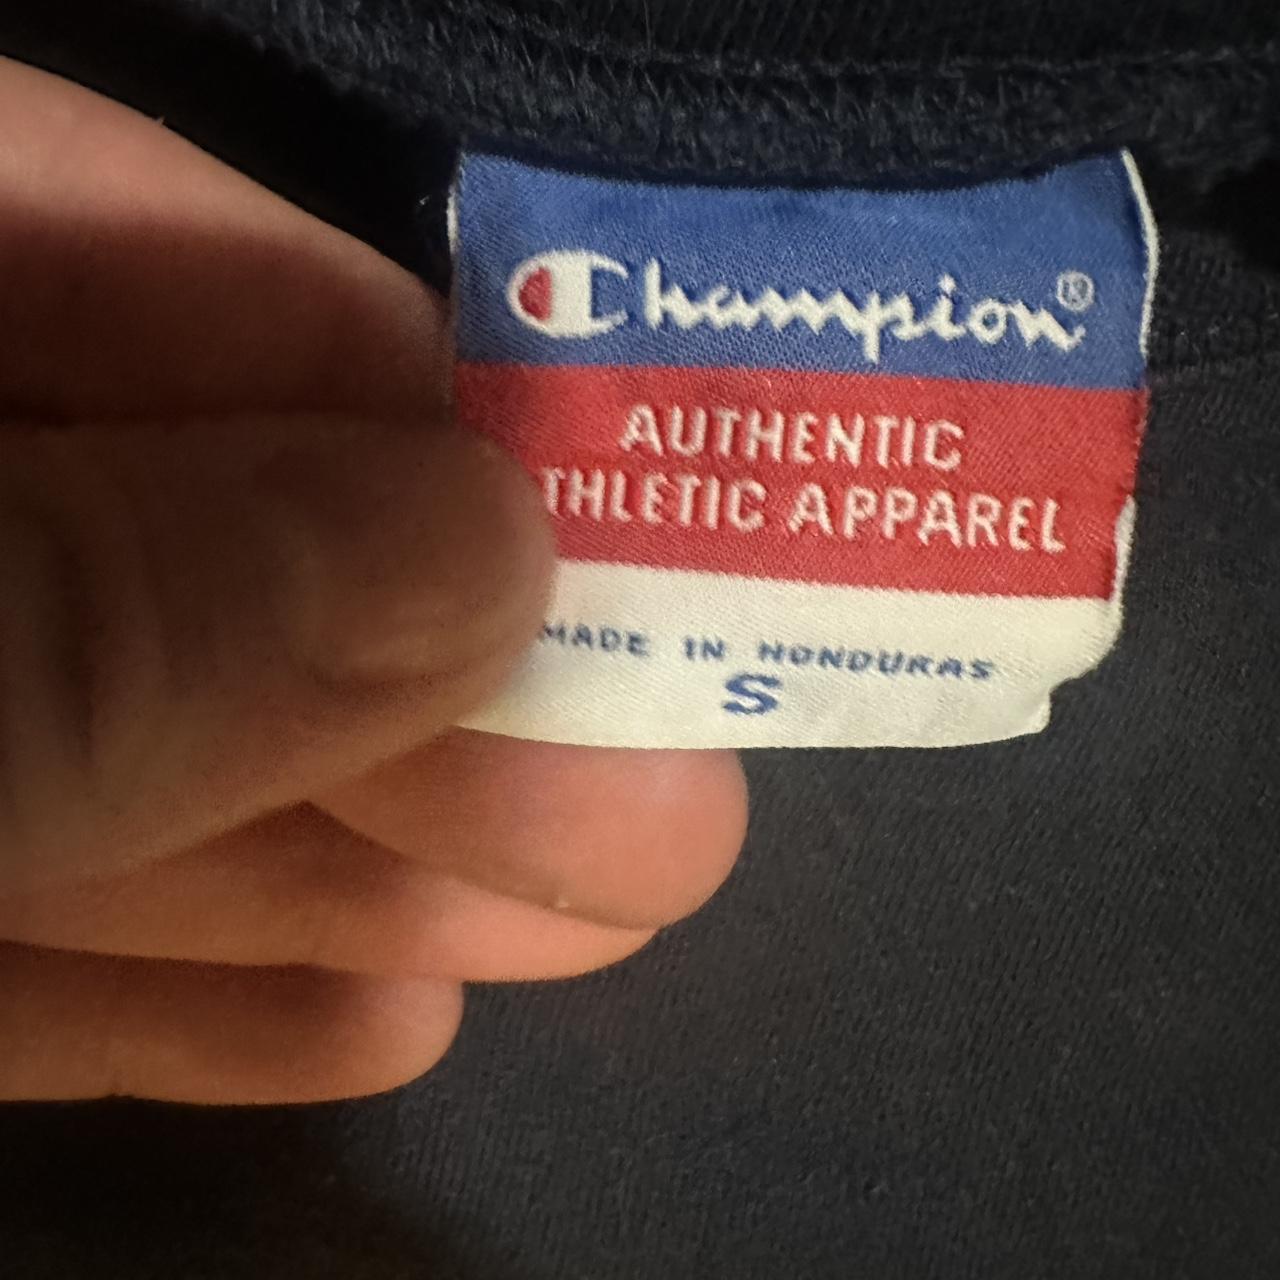 Champion®
AUTHENTIC
THLETIC APPAREL
MADE IN HONDURAS
S